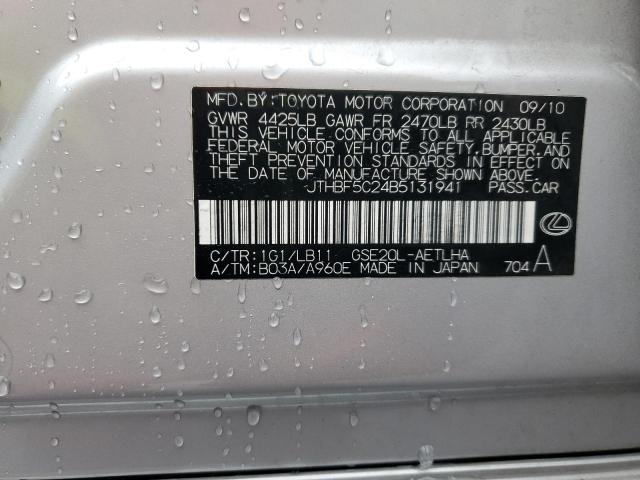 MFD. BY: TOYOTA MOTOR CORPORATION 09/10
GVWR 4425LB GAWR FR 2470LB RR 2430LB
THIS VEHICLE CONFORMS TO ALL APPLICABLE
FEDERAL MOTOR VEHICLE SAFETY, BUMPER, AND
THEFT PREVENTION STANDARDS IN EFFECT ON
THE DATE OF MANUFACTURE SHOWN ABOVE.
JTHBF5C24B5131941 PASS.CAR
C/TR: 1G1/LB11 GSE20L-AETLHA
A/TM: B03A/A960E MADE IN JAPAN 704 A